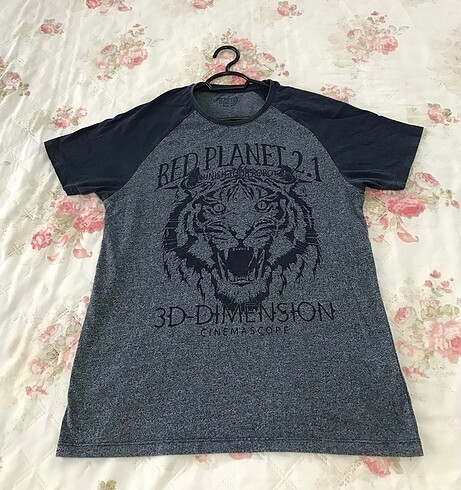 RED PLANET 2.1
3D-DIMENSION
CINEMASCOPE